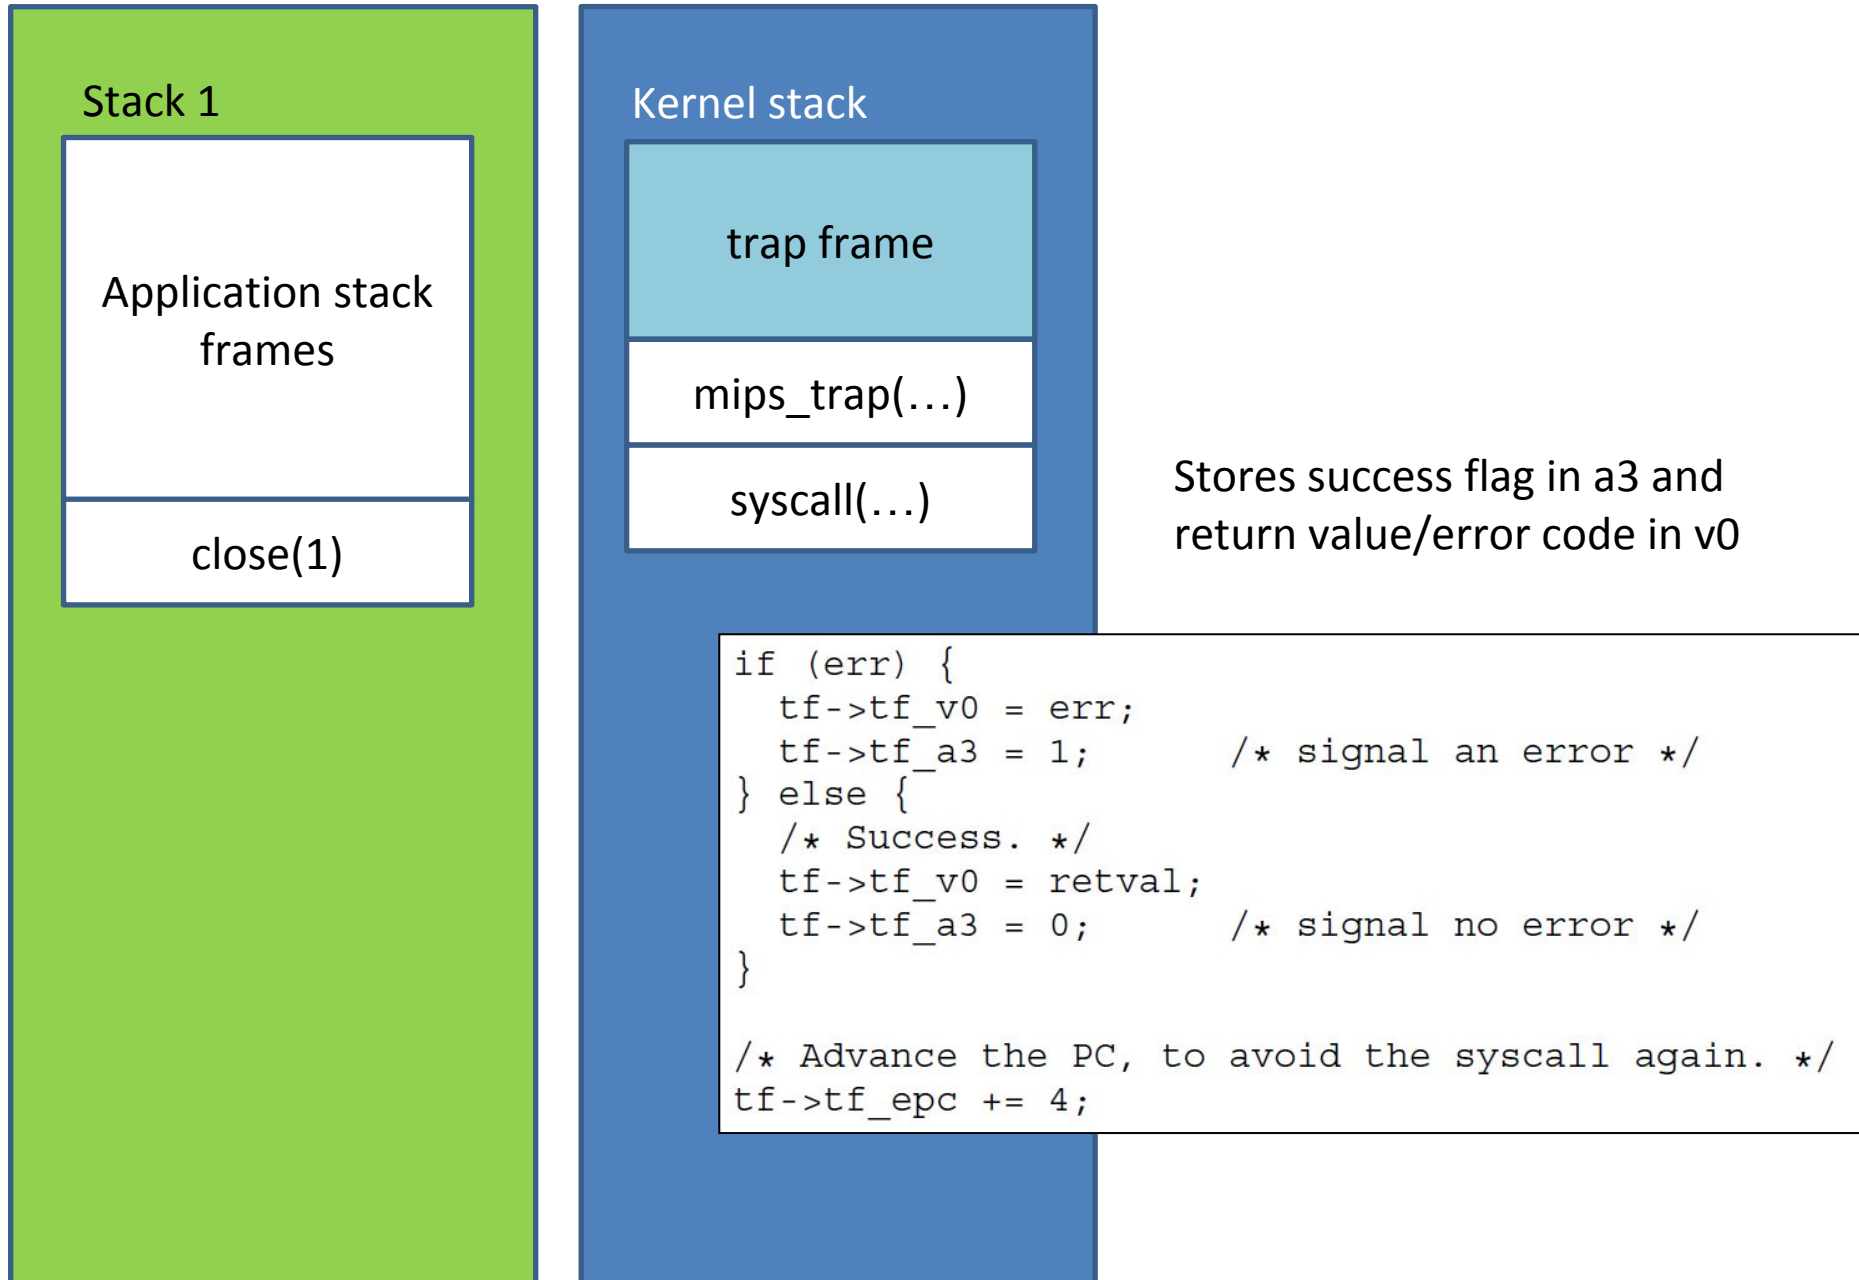 Stack 1
Application stack
frames
close(1)
Kernel stack
trap frame
mips_trap(…)
syscall(…)
Stores success flag in a3 and
return value/error code in v0
if (err) {
  tf->tf_v0 = err;
  tf->tf_a3 = 1;      /* signal an error */
} else {
  /* Success. */
  tf->tf_v0 = retval;
  tf->tf_a3 = 0;      /* signal no error */
}
/* Advance the PC, to avoid the syscall again. */
tf->tf_epc += 4;